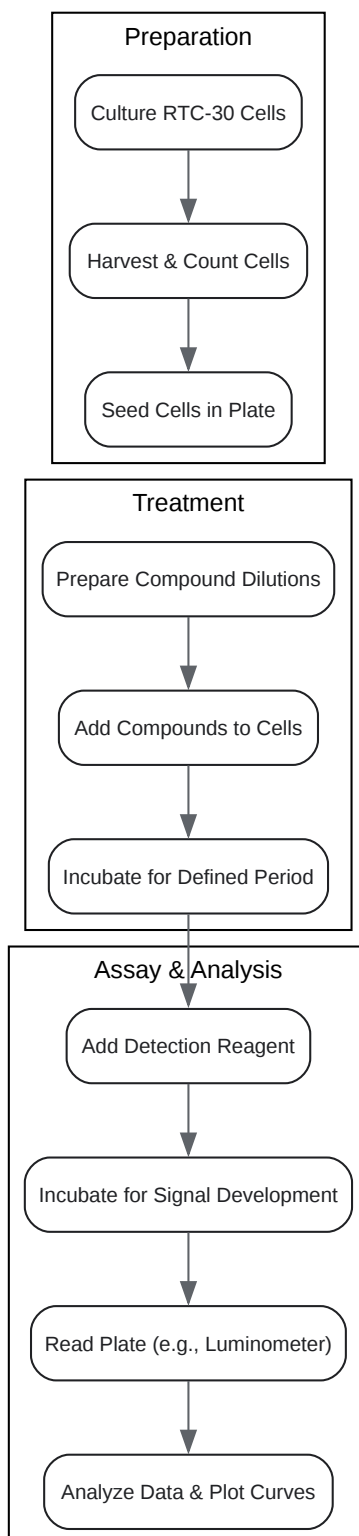 Preparation
Culture RTC-30 Cells
Harvest & Count Cells
Seed Cells in Plate
Treatment
Prepare Compound Dilutions
Add Compounds to Cells
Incubate for Defined Period
Assay & Analysis
Add Detection Reagent
Incubate for Signal Development
Read Plate (e.g., Luminometer)
Analyze Data & Plot Curves